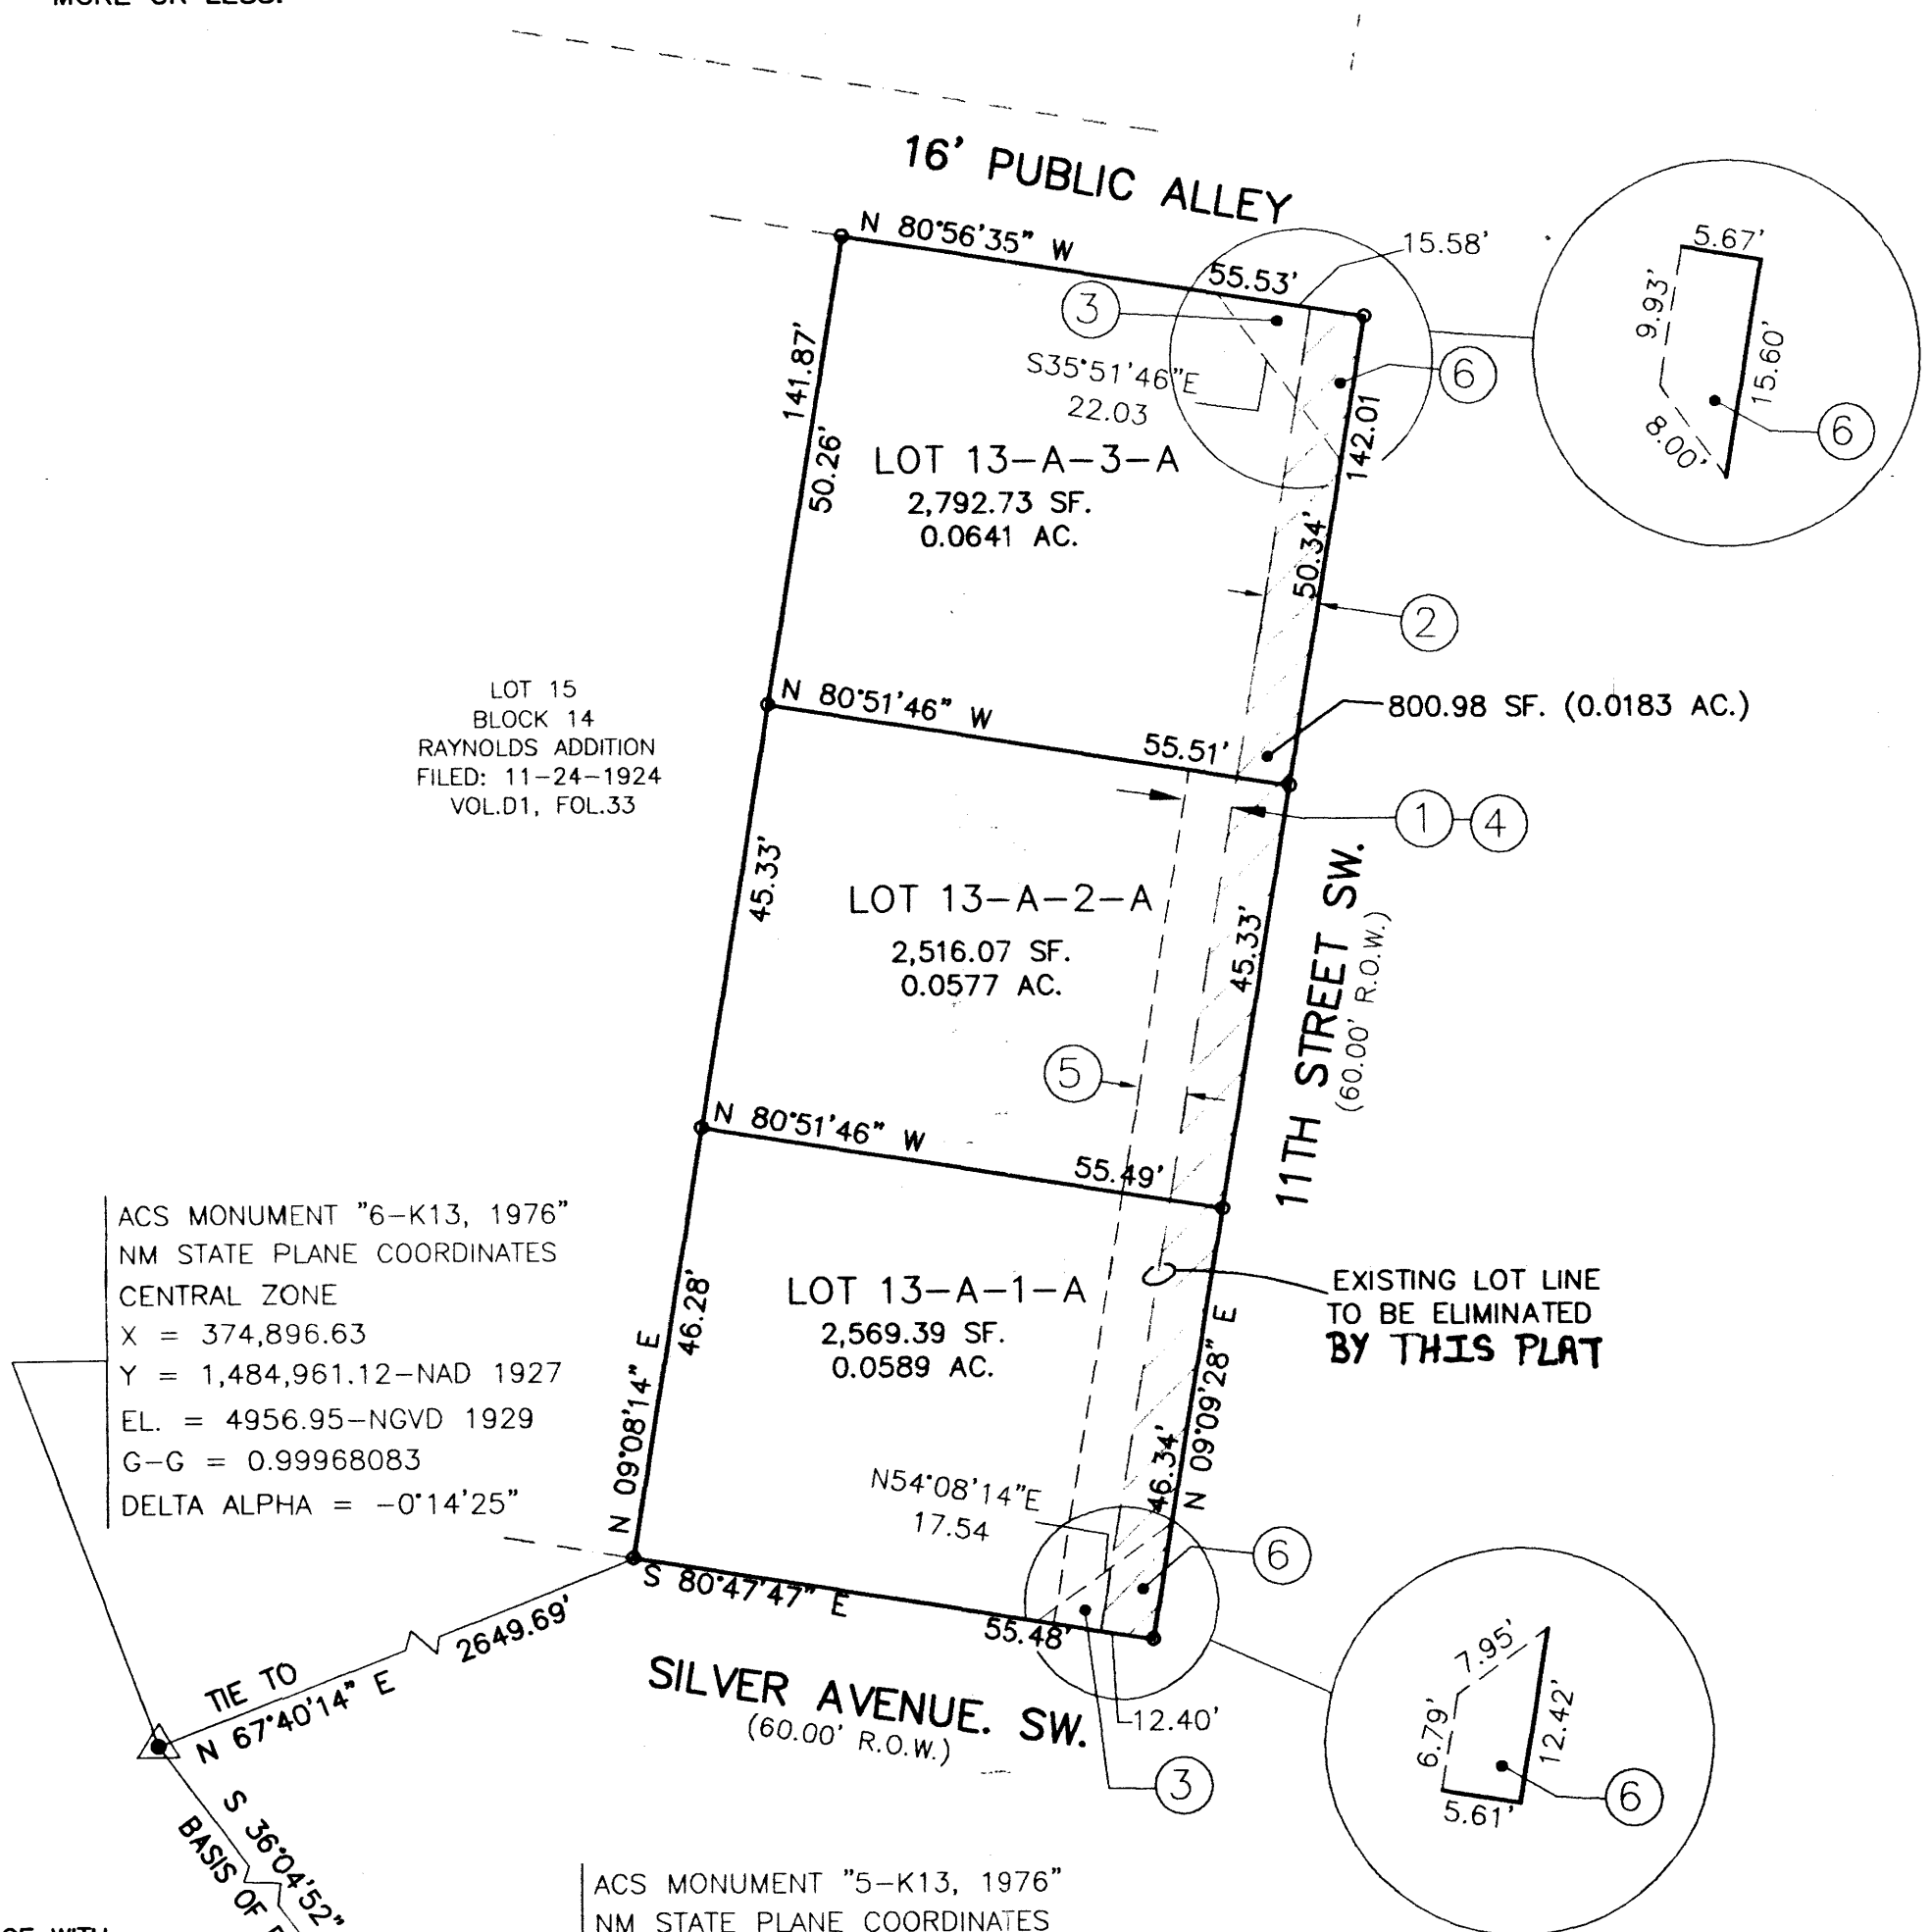 MORE OR LESS.
16' PUBLIC ALLEY
N 80°56'35" W
55.53'
15.58'
5.67'
9.93'
15.60'
8.00'
6
3
S35°51'46"E
22.03
6
141.87'
50.26'
142.01
50.34'
LOT 13-A-3-A
2,792.73 SF.
0.0641 AC.
2
LOT 15
BLOCK 14
RAYNOLDS ADDITION
FILED: 11-24-1924
VOL.D1, FOL.33
N 80°51'46" W
55.51'
800.98 SF. (0.0183 AC.)
1
4
45.33'
LOT 13-A-2-A
2,516.07 SF.
0.0577 AC.
45.33'
11TH STREET SW.
(60.00' R.O.W.)
5
N 80°51'46" W
55.49'
ACS MONUMENT "6-K13, 1976"
NM STATE PLANE COORDINATES
CENTRAL ZONE
X = 374,896.63
Y = 1,484,961.12-NAD 1927
EL. = 4956.95-NGVD 1929
G-G = 0.99968083
DELTA ALPHA = -0°14'25"
46.28'
N 09°08'14" E
LOT 13-A-1-A
2,569.39 SF.
0.0589 AC.
EXISTING LOT LINE
TO BE ELIMINATED
BY THIS PLAT
46.34'
N 09°09'28" E
N54°08'14"E
17.54
6
S 80°47'47" E
55.48'
SILVER AVENUE. SW.
(60.00' R.O.W.)
12.40'
3
7.95'
6.79'
12.42'
5.61'
6
TIE TO
N 67°40'14" E
2649.69'
S 36°04'52"
BASIS OF
ACS MONUMENT "5-K13, 1976"
NM STATE PLANE COORDINATES
WITH